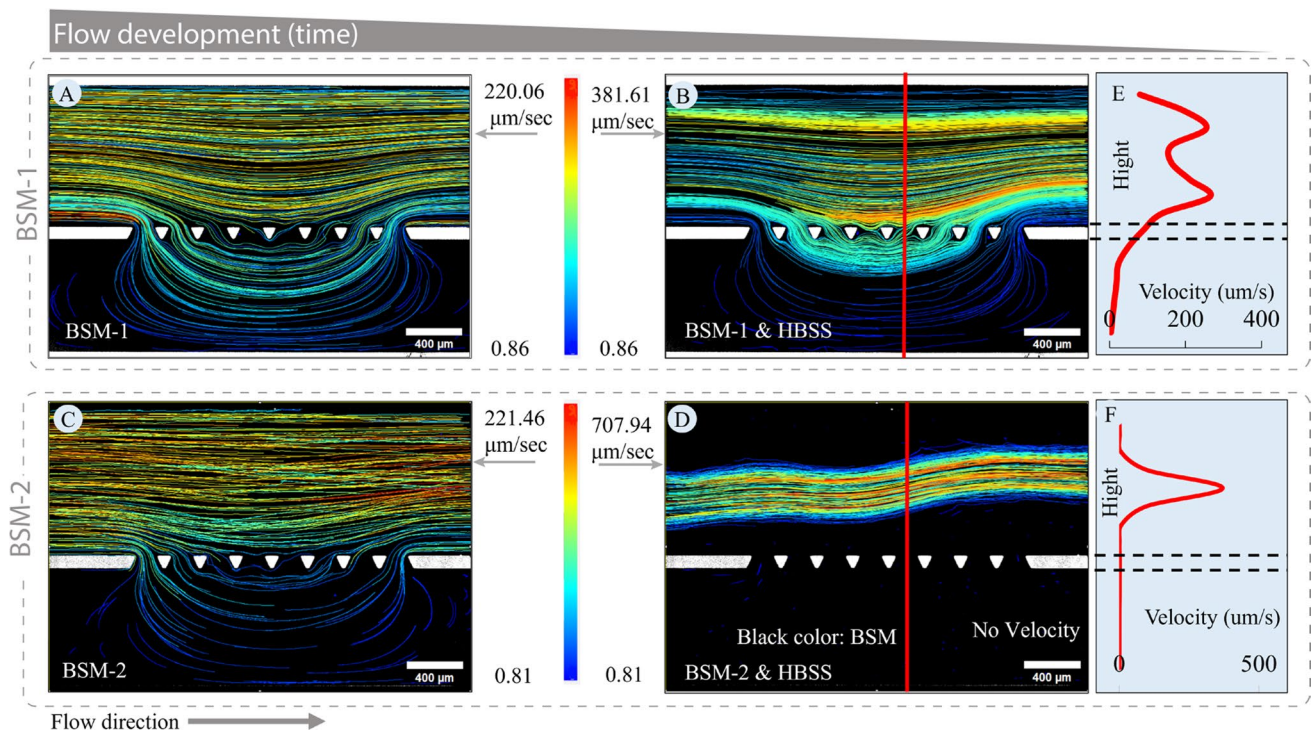 Flow development (time)
BSM-1
A
BSM-1
400 µm
220.06
µm/sec
0.86
381.61
µm/sec
0.86
B
BSM-1 & HBSS
400 µm
E
Hight
Velocity (um/s)
0
200
400
BSM-2
C
BSM-2
400 µm
221.46
µm/sec
0.81
707.94
µm/sec
0.81
D
Black color: BSM
No Velocity
BSM-2 & HBSS
400 µm
F
Hight
Velocity (um/s)
0
500
Flow direction